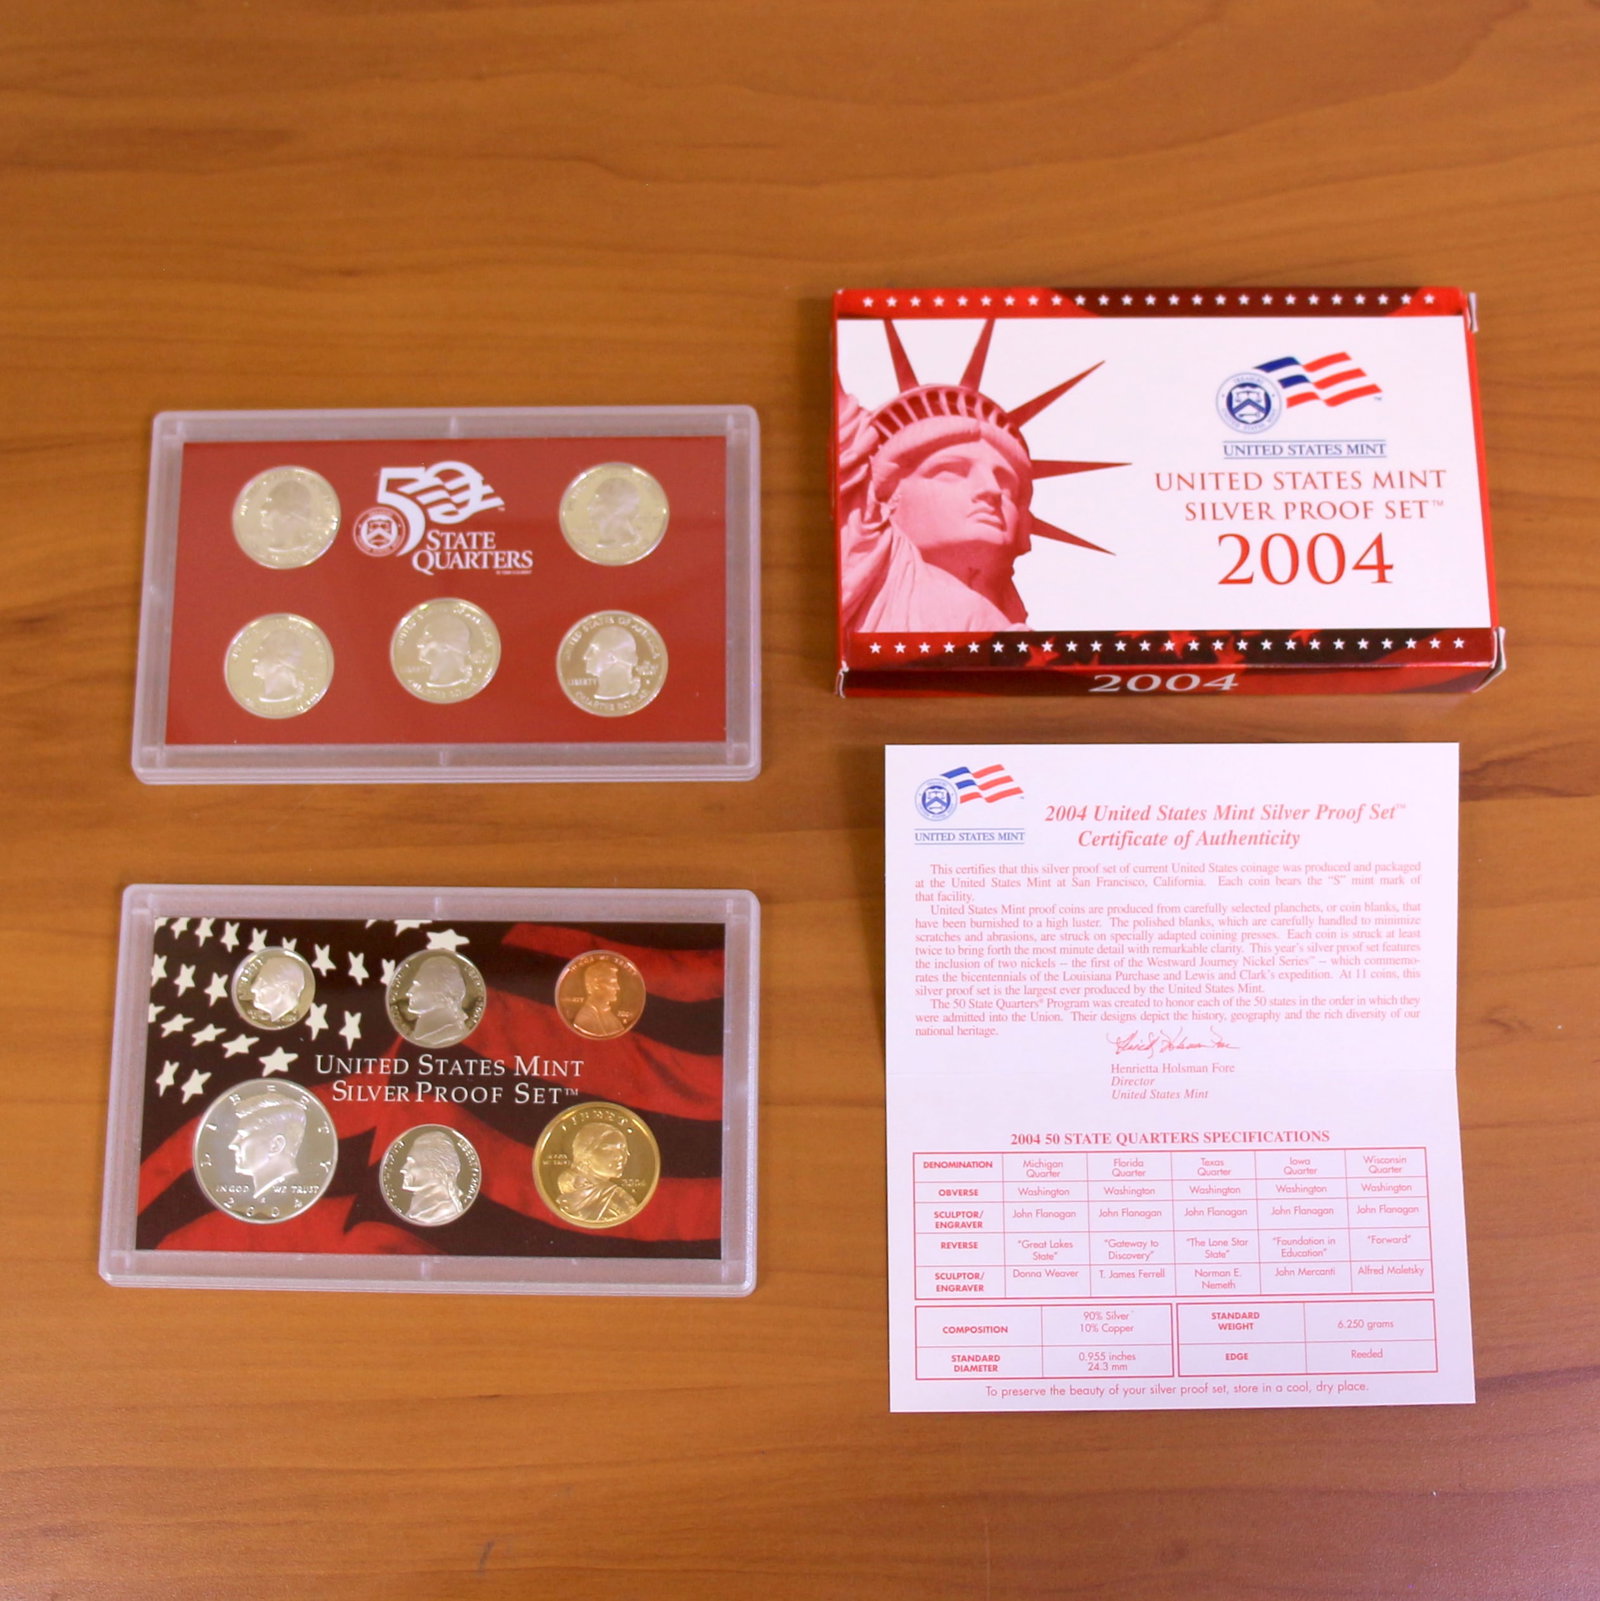 50
STATE
QUARTERS
UNITED STATES OF AMERICA
LIBERTY
QUARTER DOLLAR
UNITED STATES MINT
UNITED STATES MINT
SILVER PROOF SET™
2004
2004
UNITED STATES MINT
SILVER PROOF SET™
LIBERTY
IN GOD WE TRUST
2004
LIBERTY
2004
UNITED STATES MINT
2004 United States Mint Silver Proof Set™
Certificate of Authenticity
This certifies that this silver proof set of current United States coinage was produced and packaged
at the United States Mint at San Francisco, California. Each coin bears the “S” mint mark of
that facility.
United States Mint proof coins are produced from carefully selected planchets, or coin blanks, that
have been burnished to a high luster. The polished blanks, which are carefully handled to minimize
scratches and abrasions, are struck on specially adapted coining presses. Each coin is struck at least
twice to bring forth the most minute detail with remarkable clarity. This year's silver proof set features
the inclusion of two nickels -- the first of the Westward Journey Nickel Series™ -- which commemo-
rates the bicentennials of the Louisiana Purchase and Lewis and Clark's expedition. At 11 coins, this
silver proof set is the largest ever produced by the United States Mint.
The 50 State Quarters® Program was created to honor each of the 50 states in the order in which they
were admitted into the Union. Their designs depict the history, geography and the rich diversity of our
national heritage.
Henrietta Holsman Fore
Director
United States Mint
2004 50 STATE QUARTERS SPECIFICATIONS
DENOMINATION Michigan Quarter Florida Quarter Texas Quarter Iowa Quarter Wisconsin Quarter
OBVERSE Washington Washington Washington Washington Washington
SCULPTOR/ENGRAVER John Flanagan John Flanagan John Flanagan John Flanagan John Flanagan
REVERSE “Great Lakes State” “Gateway to Discovery” “The Lone Star State” “Foundation in Education” “Forward”
SCULPTOR/ENGRAVER Donna Weaver T. James Ferrell Norman E. Nemeth John Mercanti Alfred Maletsky
COMPOSITION 90% Silver 10% Copper STANDARD WEIGHT 6.250 grams
STANDARD DIAMETER 0.955 inches 24.3 mm EDGE Reeded
To preserve the beauty of your silver proof set, store in a cool, dry place.